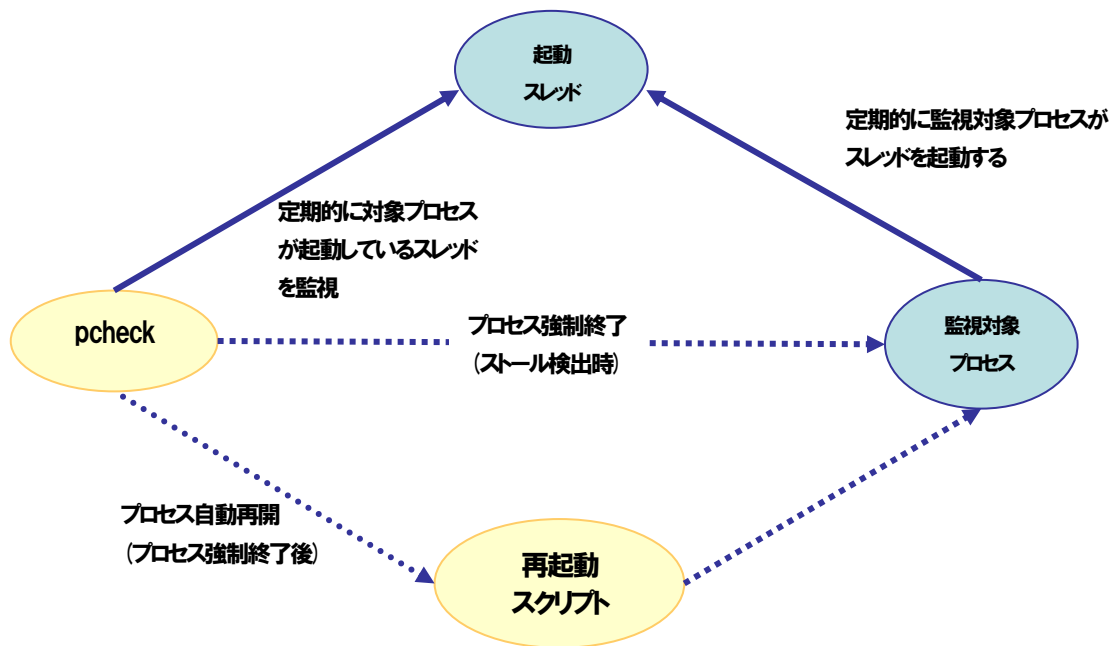 起動
スレッド
定期的に監視対象プロセスが
スレッドを起動する
定期的に対象プロセス
が起動しているスレッド
を監視
pcheck
プロセス強制終了
（ストール検出時）
監視対象
プロセス
プロセス自動再開
（プロセス強制終了後）
再起動
スクリプト